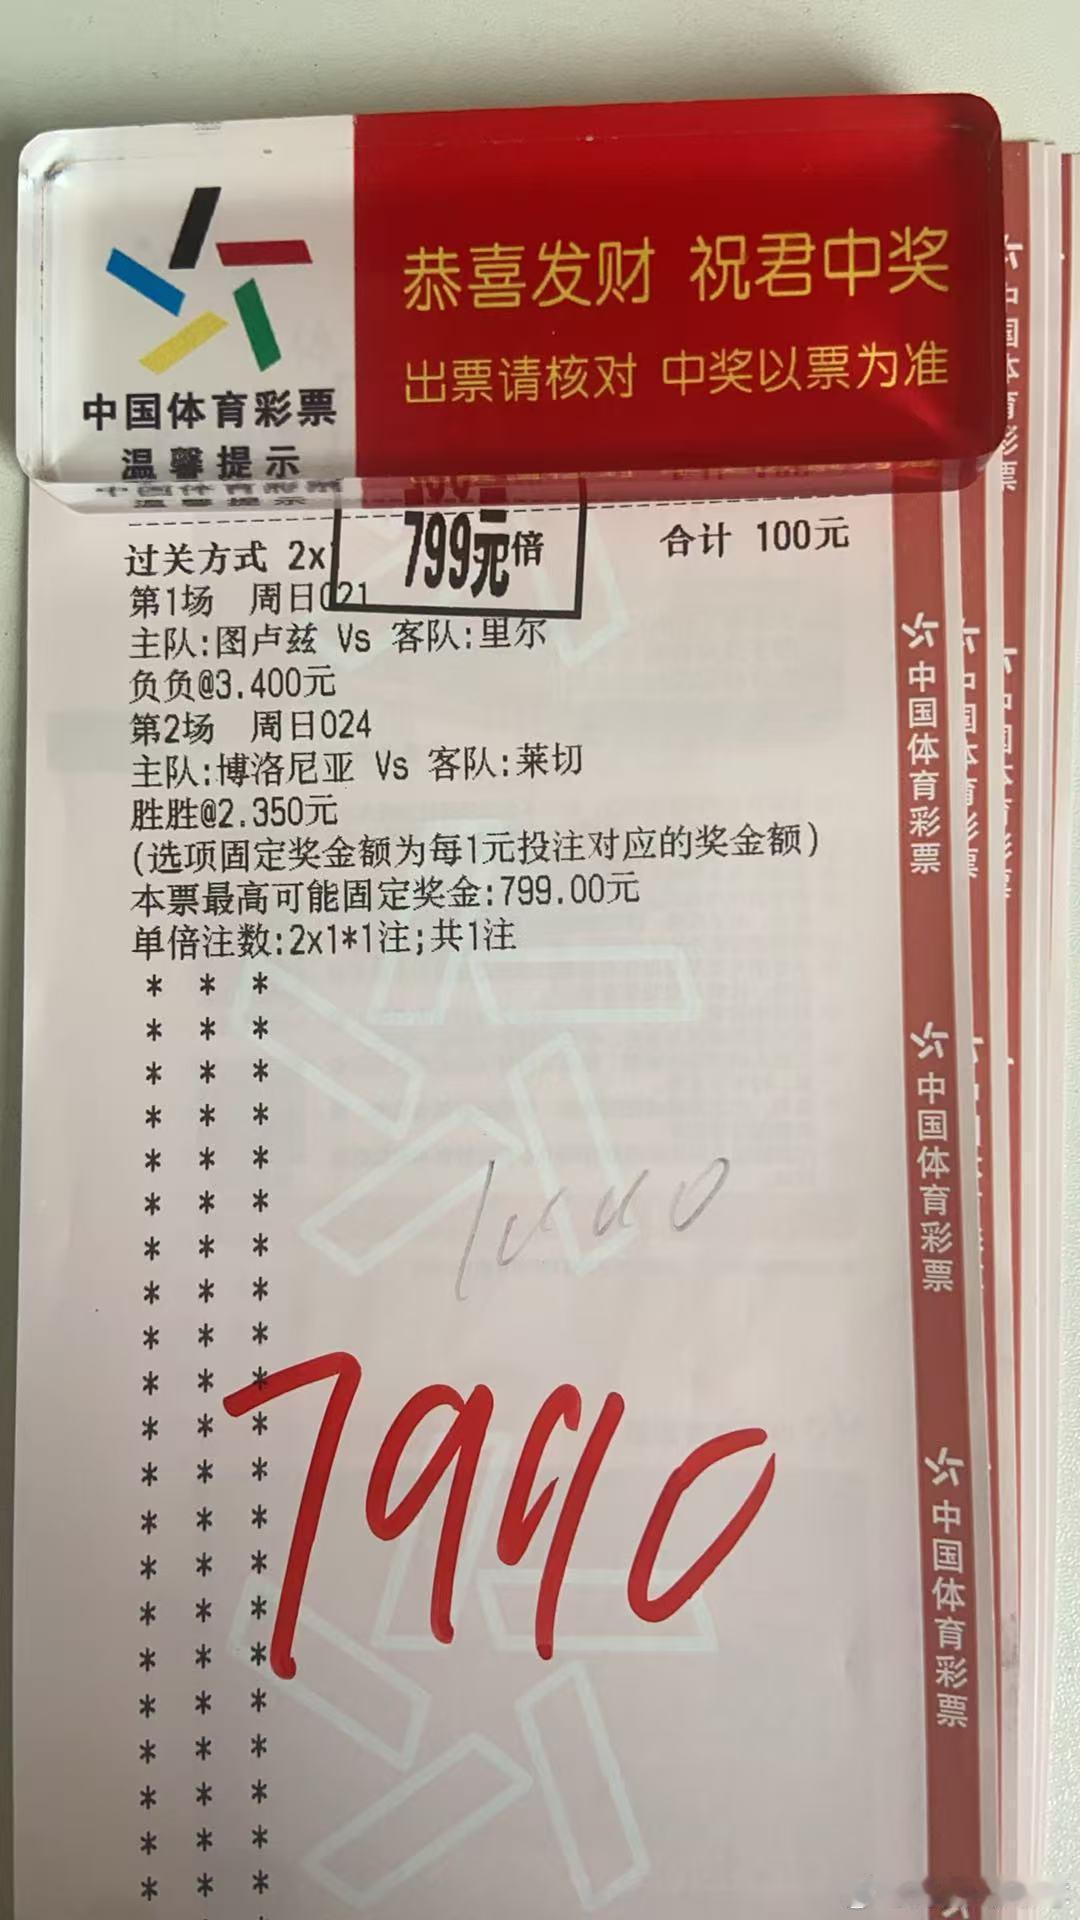 恭喜发财 祝君中奖
出票请核对 中奖以票为准
中国体育彩票
温馨提示
799元
倍
过关方式 2x
合计 100元
第1场 周日021
主队:图卢兹 Vs 客队:里尔
负负@3.400元
第2场 周日024
主队:博洛尼亚 Vs 客队:莱切
胜胜@2.350元
(选项固定奖金额为每1元投注对应的奖金额)
本票最高可能固定奖金:799.00元
单倍注数:2x1*1注;共1注
7990
中国体育彩票
中国体育彩票
中国体育彩票